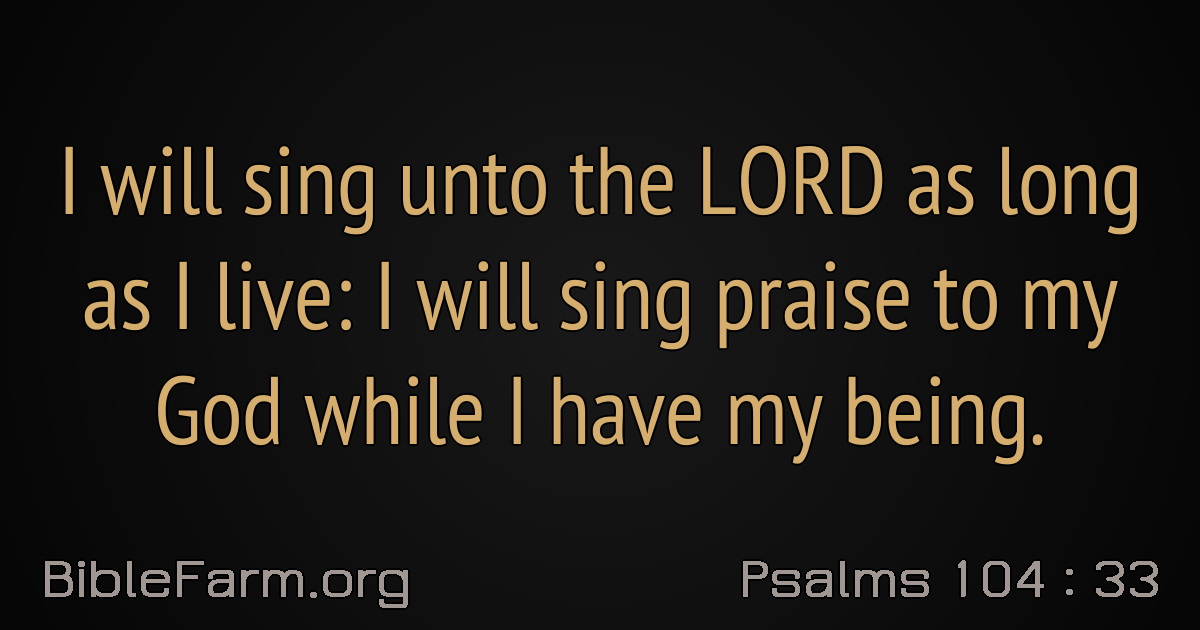 I will sing unto the LORD as long
as I live: I will sing praise to my
God while I have my being.
BibleFarm.org
Psalms 104 : 33